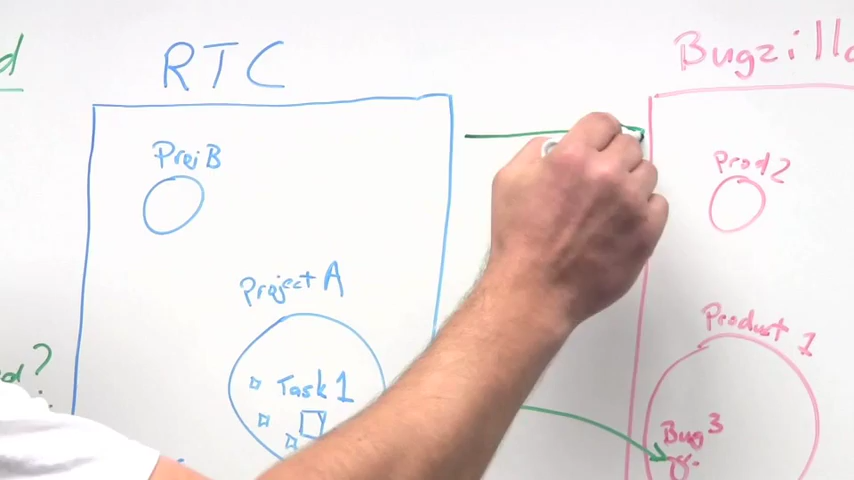 RTC
Proj B
Project A
Task 1
Bugzilla
Prod 2
Product 1
Bug 3